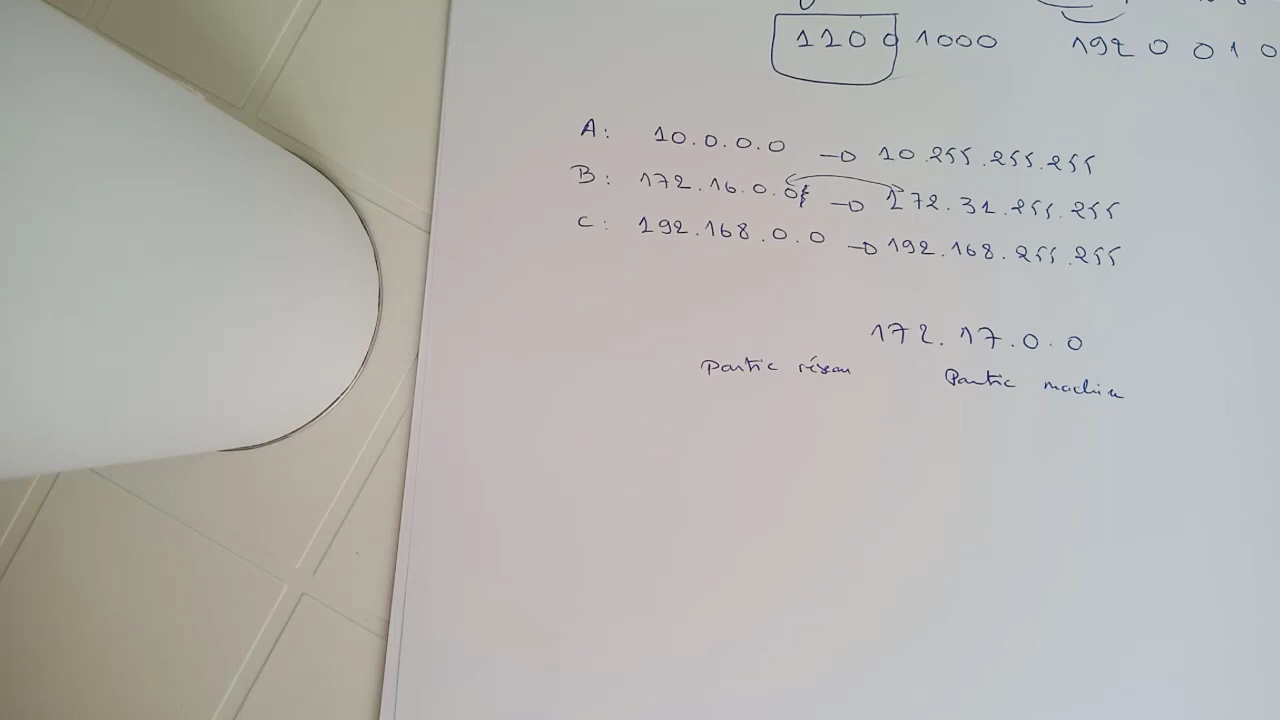 1100 1000 192 0 0 1 0
A: 10.0.0.0 → 10.255.255.255
B: 172.16.0.0 → 172.31.255.255
C: 192.168.0.0 → 192.168.255.255
172.17.0.0
Partie réseau Partie machine